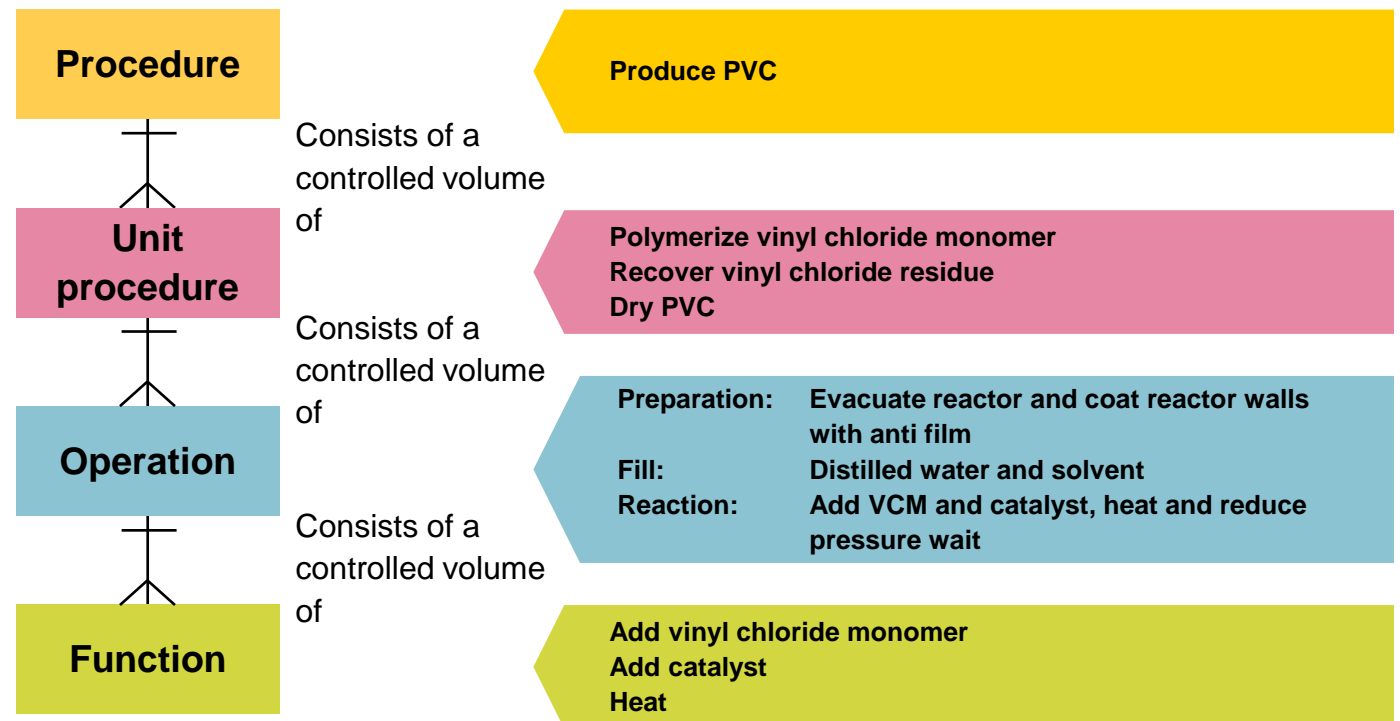 Procedure
Produce PVC
Consists of a
controlled volume
of
Unit
procedure
Polymerize vinyl chloride monomer
Recover vinyl chloride residue
Dry PVC
Consists of a
controlled volume
of
Operation
Preparation: Evacuate reactor and coat reactor walls
with anti film
Fill: Distilled water and solvent
Reaction: Add VCM and catalyst, heat and reduce
pressure wait
Consists of a
controlled volume
of
Function
Add vinyl chloride monomer
Add catalyst
Heat